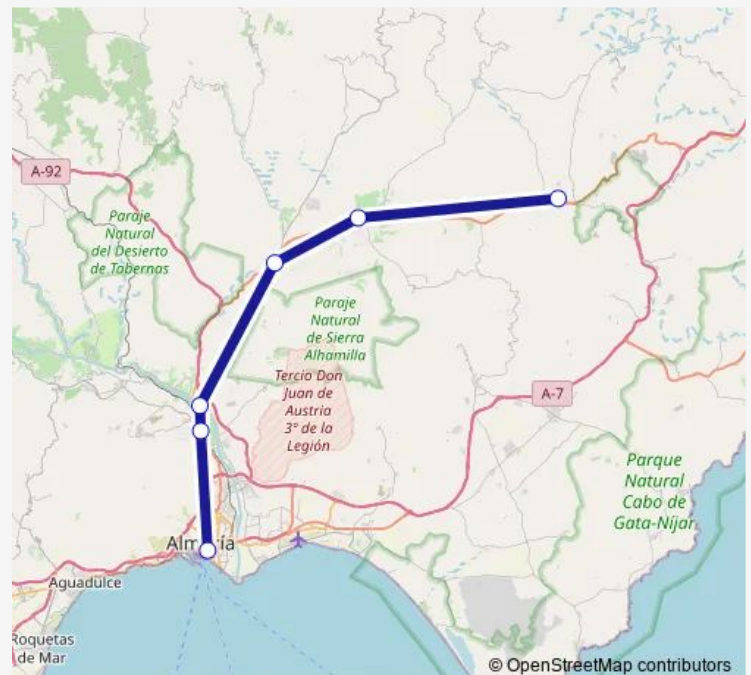 A-92
Paraje
Natural
del Desierto
de Tabernas
Paraje
Natural
de Sierra
Alhamilla
Tercio Don
Juan de
Austria
3º de la
Legión
A-7
Parque
Natural
Cabo de
Gata-Níjar
Almería
Aguadulce
Roquetas
de Mar
© OpenStreetMap contributors